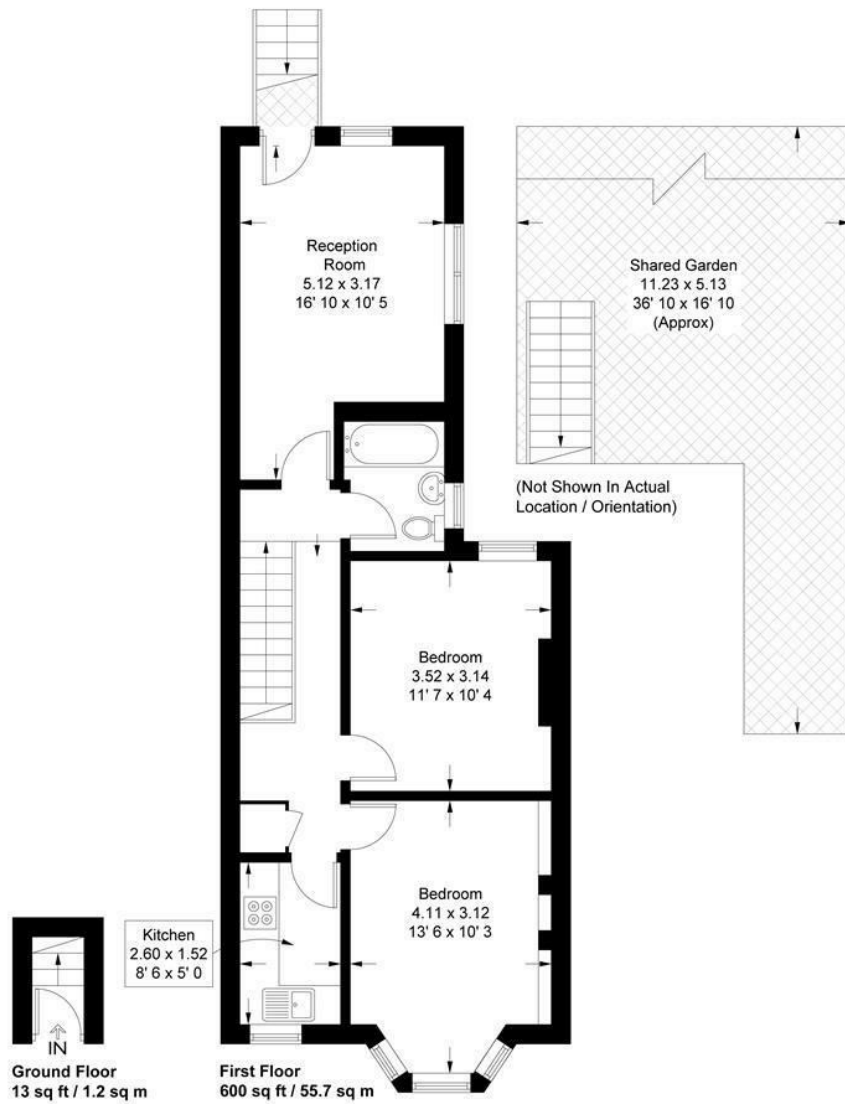 Reception
Room
5.12 x 3.17
16' 10 x 10' 5
Shared Garden
11.23 x 5.13
36' 10 x 16' 10
(Approx)
(Not Shown In Actual
Location / Orientation)
Bedroom
3.52 x 3.14
11' 7 x 10' 4
Bedroom
4.11 x 3.12
13' 6 x 10' 3
Kitchen
2.60 x 1.52
8' 6 x 5' 0
IN
Ground Floor
13 sq ft / 1.2 sq m
First Floor
600 sq ft / 55.7 sq m